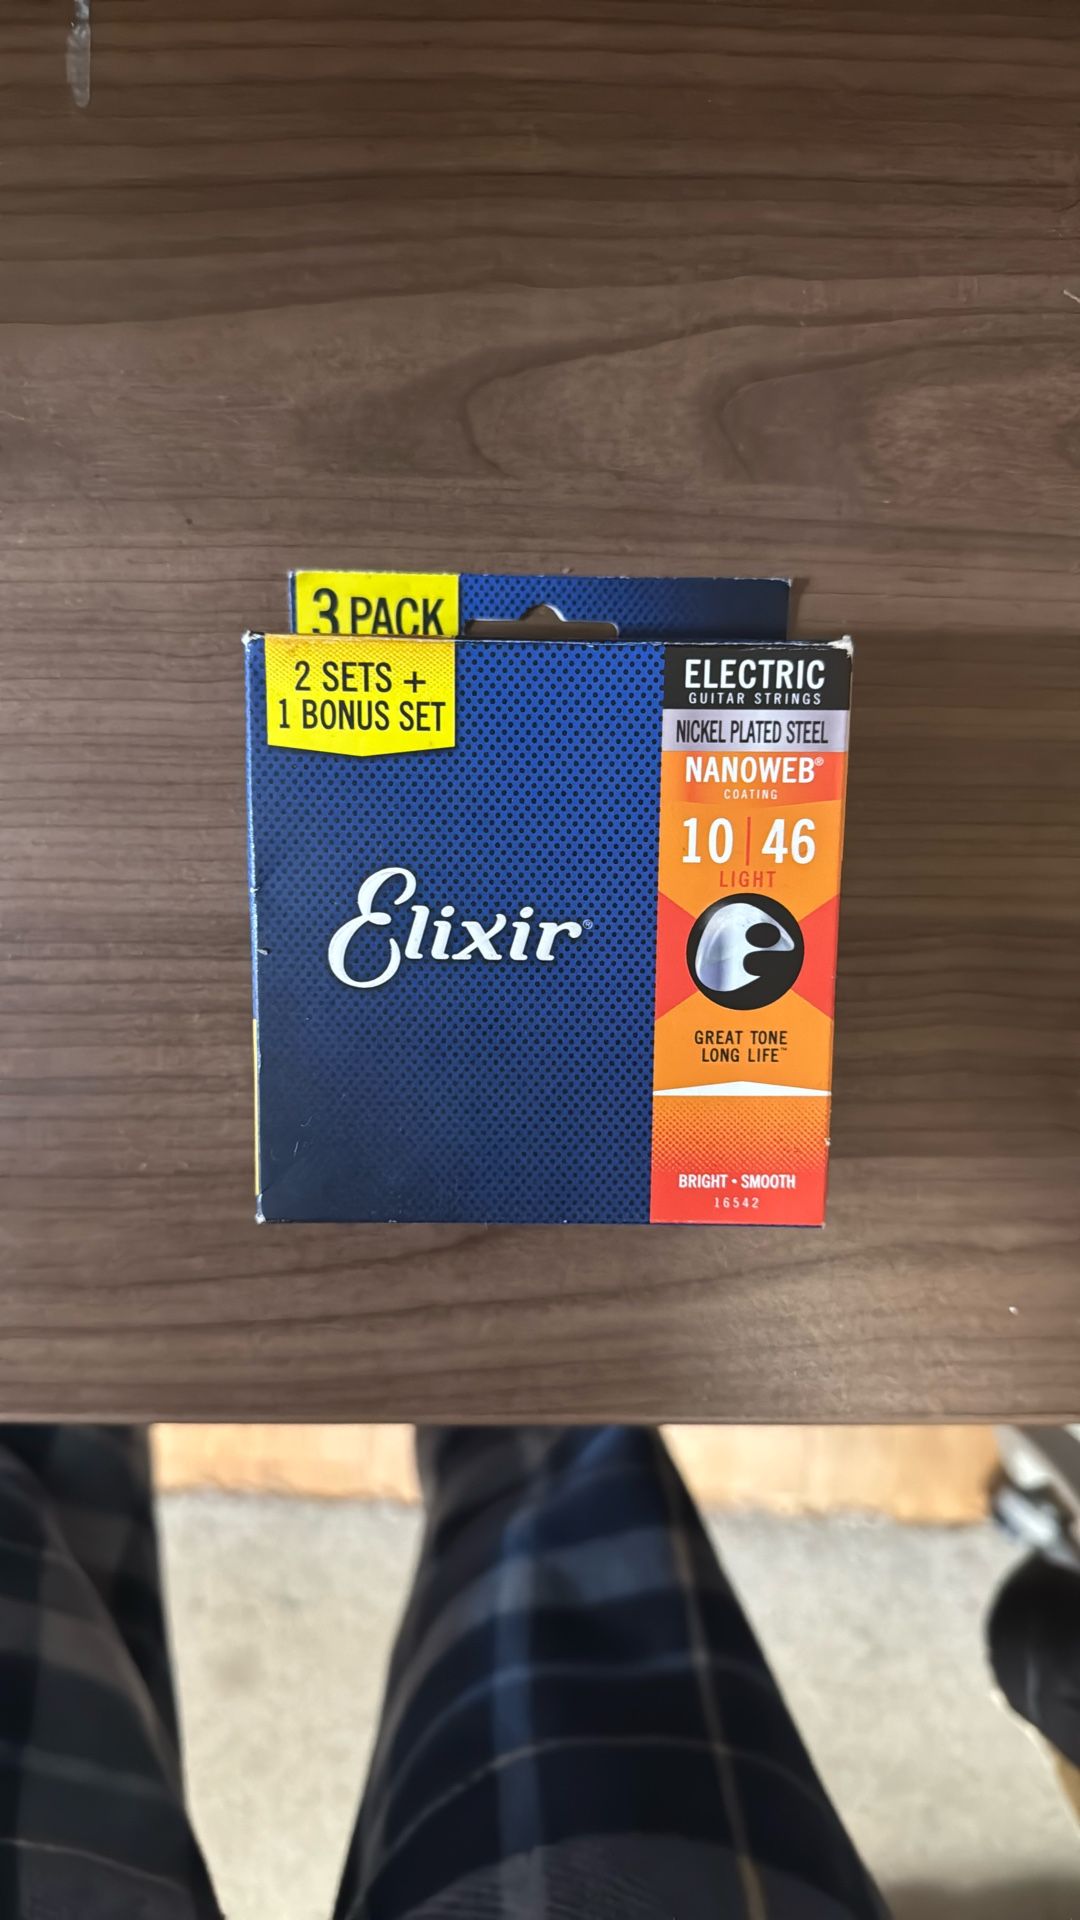 3 PACK
2 SETS +
1 BONUS SET
Elixir®
ELECTRIC
GUITAR STRINGS
NICKEL PLATED STEEL
NANOWEB®
COATING
10 | 46
LIGHT
GREAT TONE
LONG LIFE™
BRIGHT • SMOOTH
16542